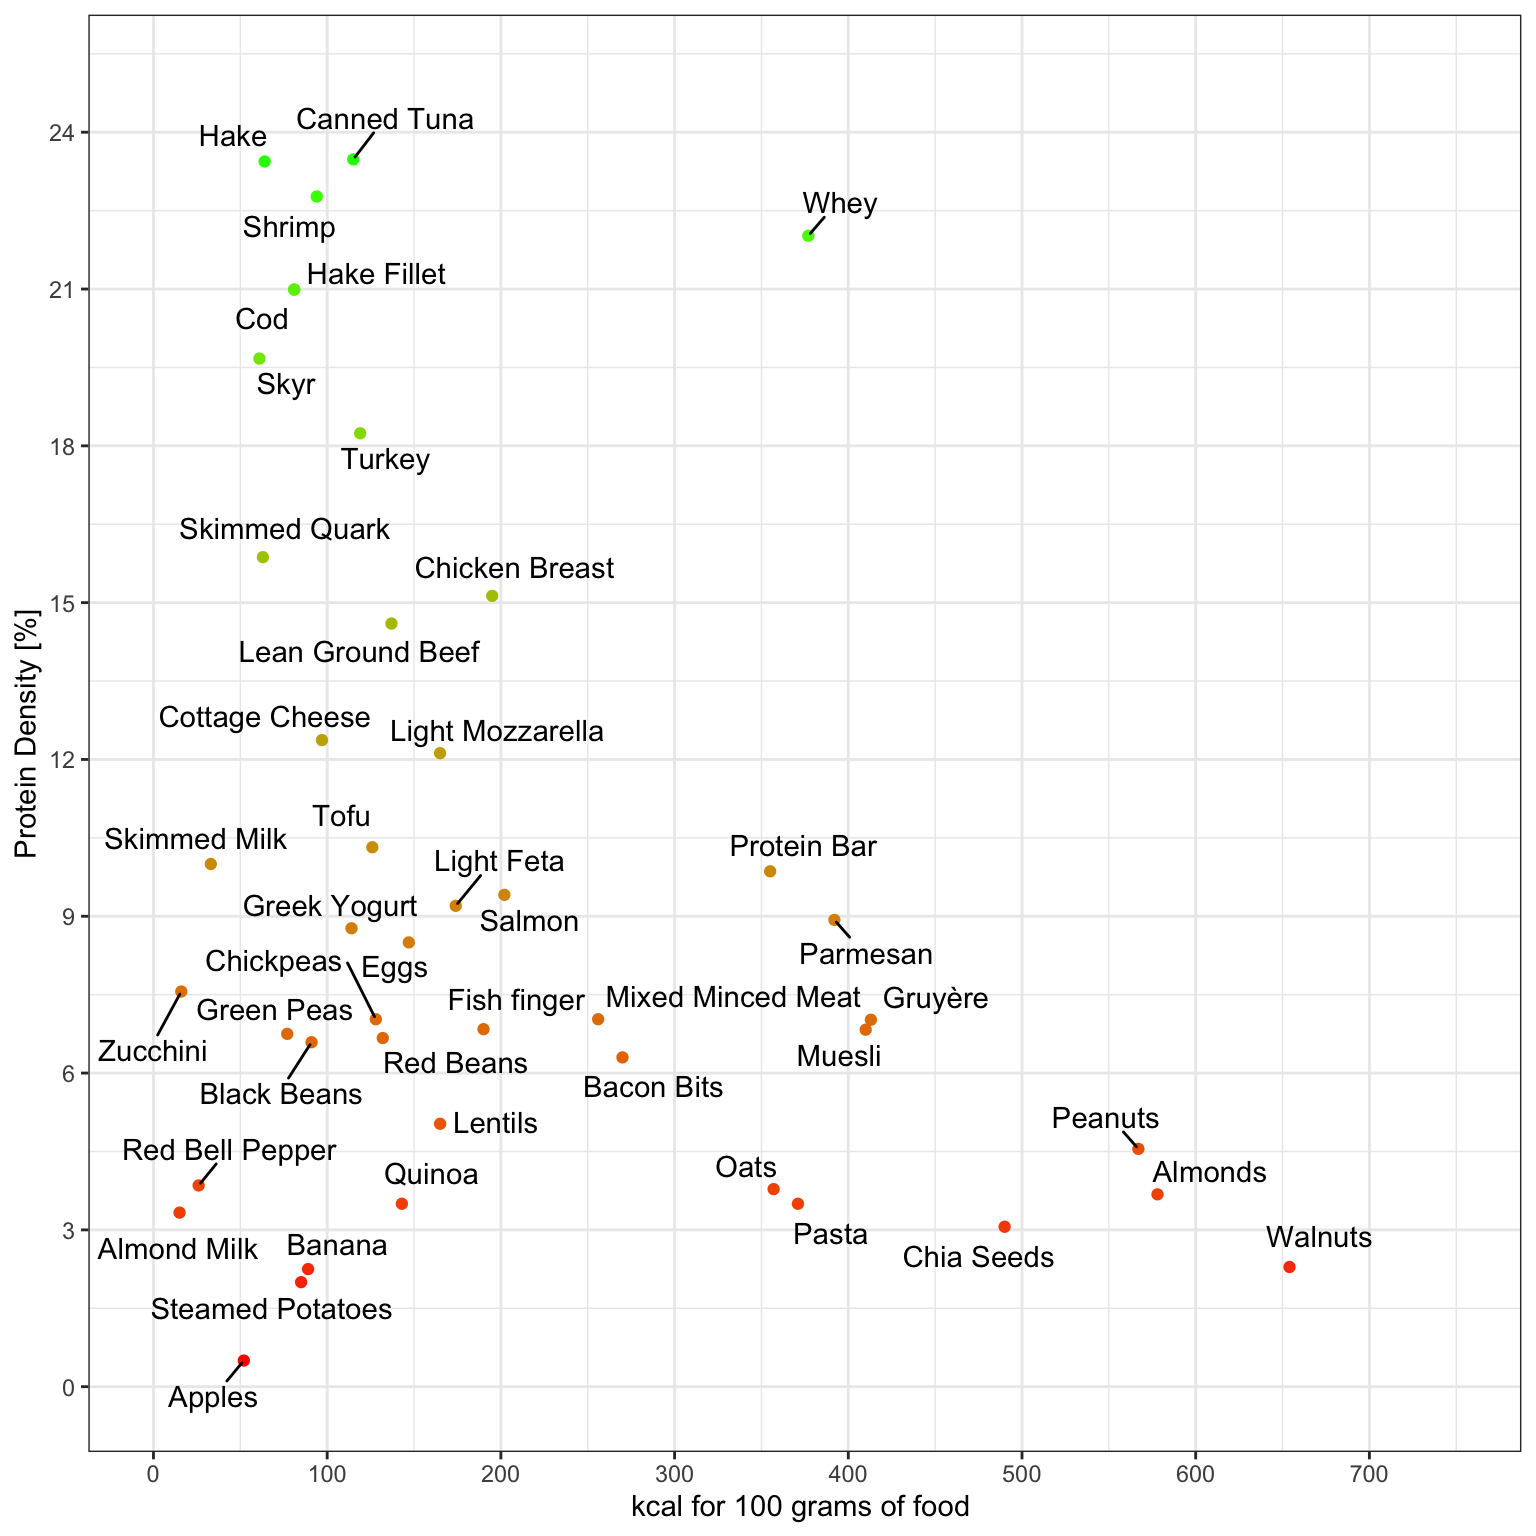 Canned Tuna
Hake
Whey
Shrimp
Hake Fillet
Cod
Skyr
Turkey
Skimmed Quark
Chicken Breast
Lean Ground Beef
Cottage Cheese
Light Mozzarella
Tofu
Skimmed Milk
Protein Bar
Light Feta
Greek Yogurt
Salmon
Parmesan
Chickpeas
Eggs
Fish finger
Mixed Minced Meat
Gruyère
Green Peas
Zucchini
Red Beans
Muesli
Black Beans
Bacon Bits
Lentils
Peanuts
Red Bell Pepper
Quinoa
Oats
Almonds
Pasta
Almond Milk
Banana
Chia Seeds
Walnuts
Steamed Potatoes
Apples
24
21
18
15
12
9
6
3
0
Protein Density [%]
0 100 200 300 400 500 600 700
kcal for 100 grams of food